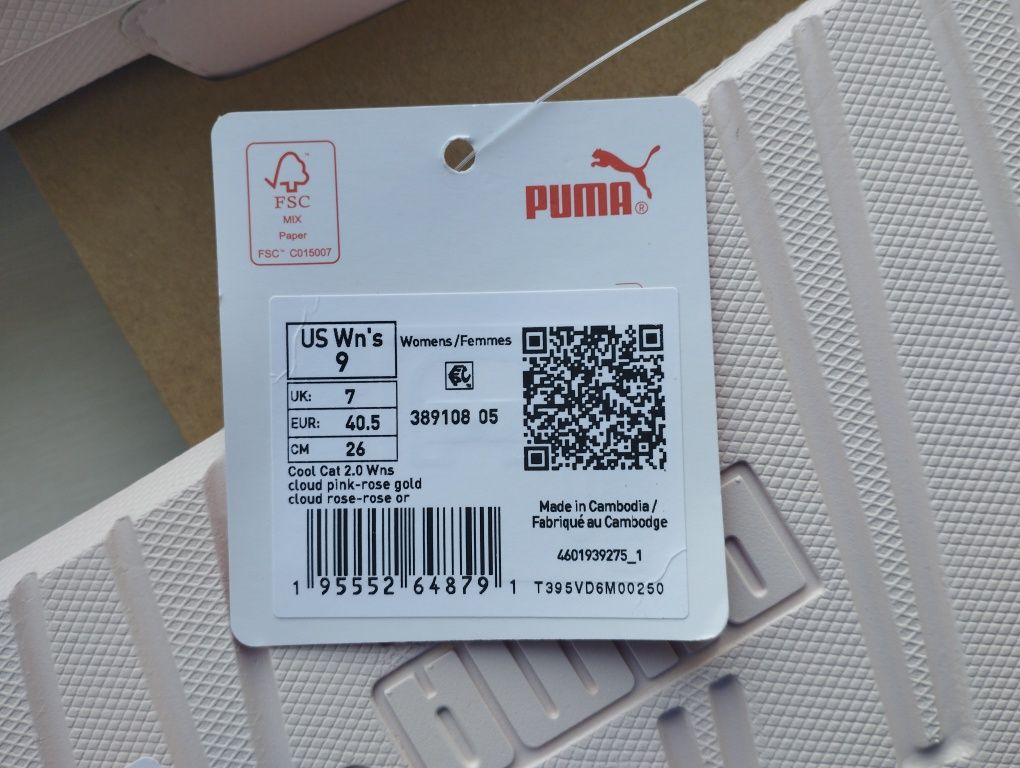 FSC
MIX
Paper
FSC™ C015007
PUMA®
US Wn's
9
UK: 7
EUR: 40.5
CM 26
Womens/Femmes
389108 05
Cool Cat 2.0 Wns
cloud pink-rose gold
cloud rose-rose or
1 95552 64879 1
Made in Cambodia /
Fabriqué au Cambodge
4601939275_1
T395VD6M00250
PUMA